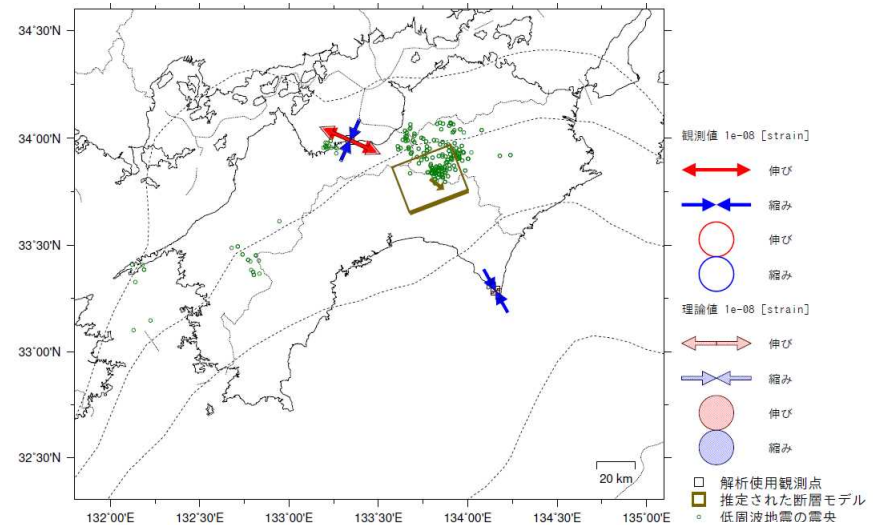 34°30'N
34°00'N
33°30'N
33°00'N
32°30'N
132°00'E
132°30'E
133°00'E
133°30'E
134°00'E
134°30'E
135°00'E
20 km
観測値 1e-08 [strain]
伸び
縮み
伸び
縮み
理論値 1e-08 [strain]
伸び
縮み
伸び
縮み
解析使用観測点
推定された断層モデル
低周波地震の震央